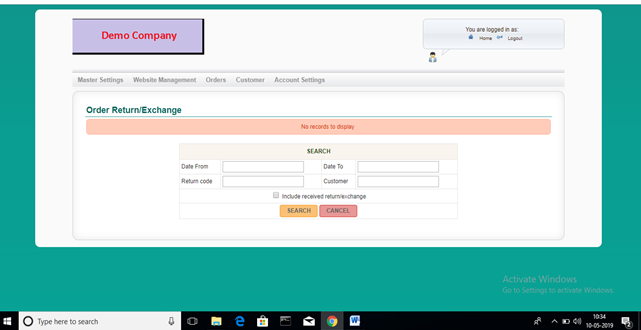 Demo Company
You are logged in as:
Home Logout
Master Settings Website Management Orders Customer Account Settings
Order Return/Exchange
No records to display
SEARCH
Date From Date To
Return code Customer
Include received return/exchange
SEARCH CANCEL
Activate Windows
Go to Settings to activate Windows.
Type here to search
10:34
10-05-2019